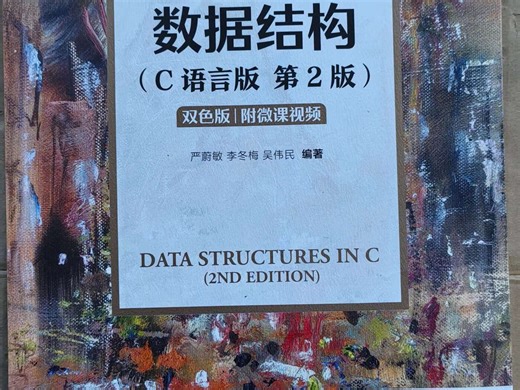 数据结构
（C语言版 第2版）
双色版|附微课视频
严蔚敏 李冬梅 吴伟民 编著
DATA STRUCTURES IN C
(2ND EDITION)